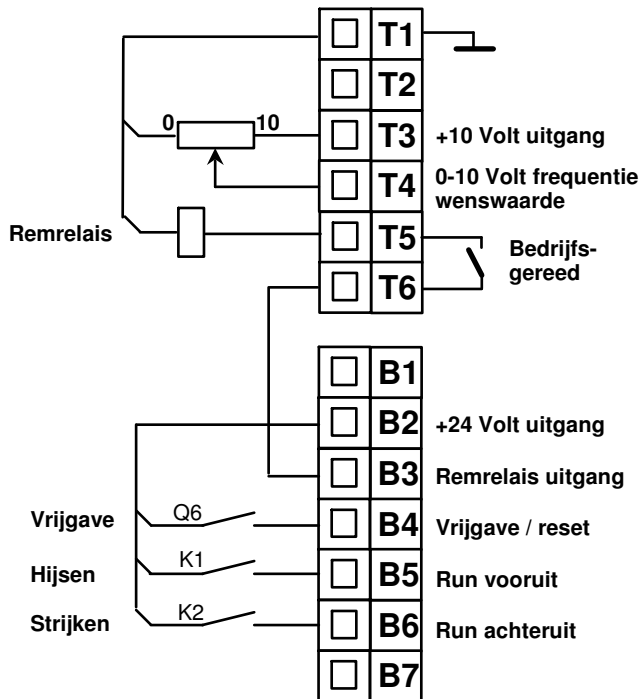 T1
T2
0 10 T3 +10 Volt uitgang
T4 0-10 Volt frequentie
wenswaarde
Remrelais T5 Bedrijfs-
gereed
T6
B1
B2 +24 Volt uitgang
B3 Remrelais uitgang
Vrijgave Q6 B4 Vrijgave / reset
Hijsen K1 B5 Run vooruit
Strijken K2 B6 Run achteruit
B7